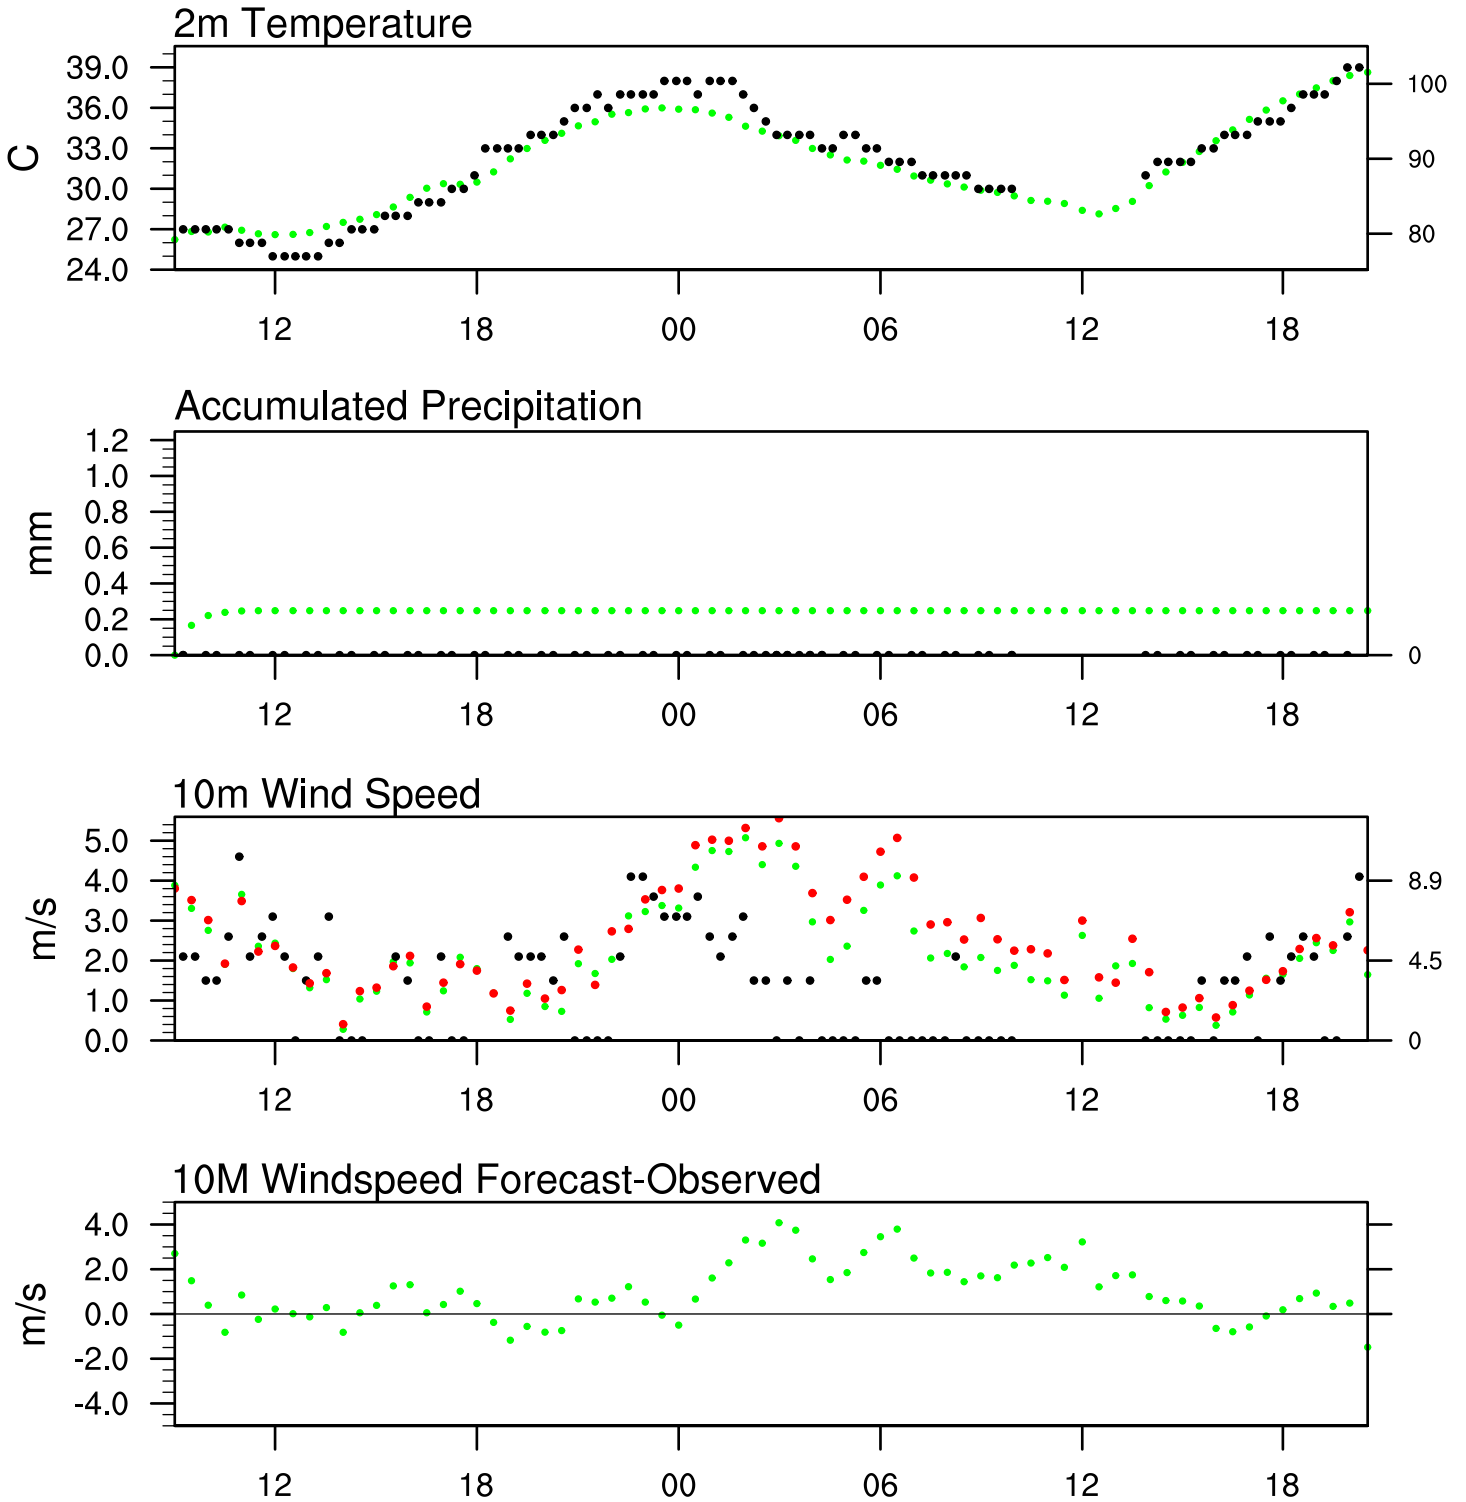 2m Temperature
39.0
36.0
33.0
30.0
27.0
24.0
C
100
90
80
12 18 00 06 12 18
Accumulated Precipitation
1.2
1.0
0.8
0.6
0.4
0.2
0.0
mm
0
12 18 00 06 12 18
10m Wind Speed
5.0
4.0
3.0
2.0
1.0
0.0
m/s
8.9
4.5
0
12 18 00 06 12 18
10M Windspeed Forecast-Observed
4.0
2.0
0.0
-2.0
-4.0
m/s
12 18 00 06 12 18